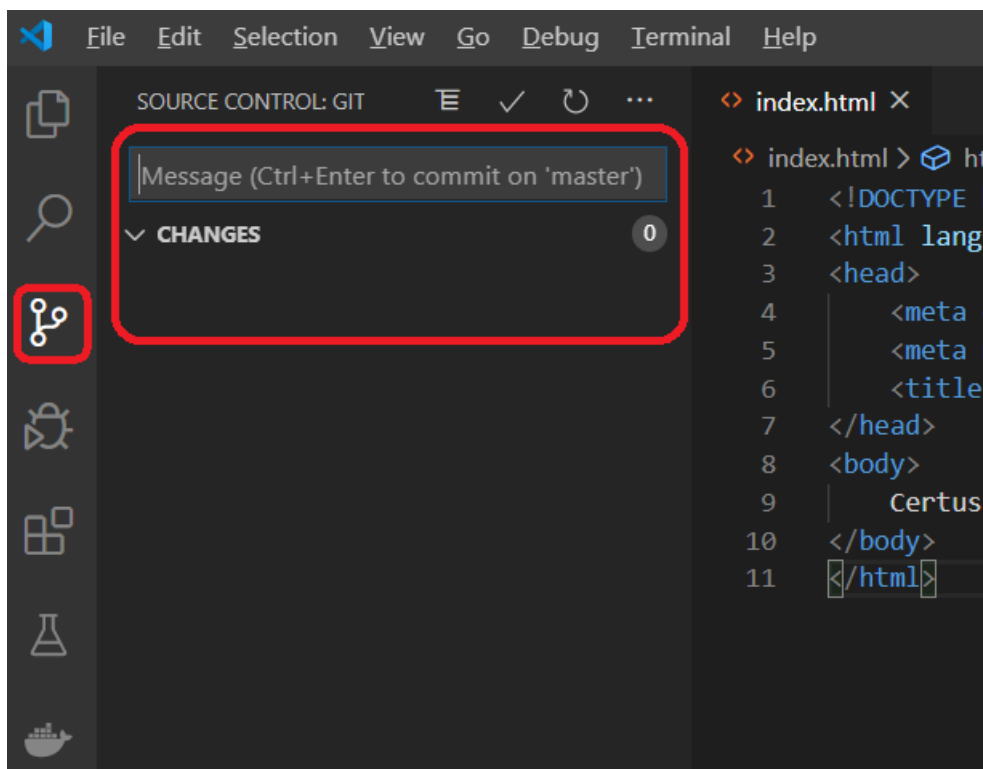 File Edit Selection View Go Debug Terminal Help
SOURCE CONTROL: GIT
Message (Ctrl+Enter to commit on 'master')
CHANGES 0
index.html
index.html >
1 <!DOCTYPE
2 <html lang
3 <head>
4 <meta
5 <meta
6 <title
7 </head>
8 <body>
9 Certus
10 </body>
11 </html>